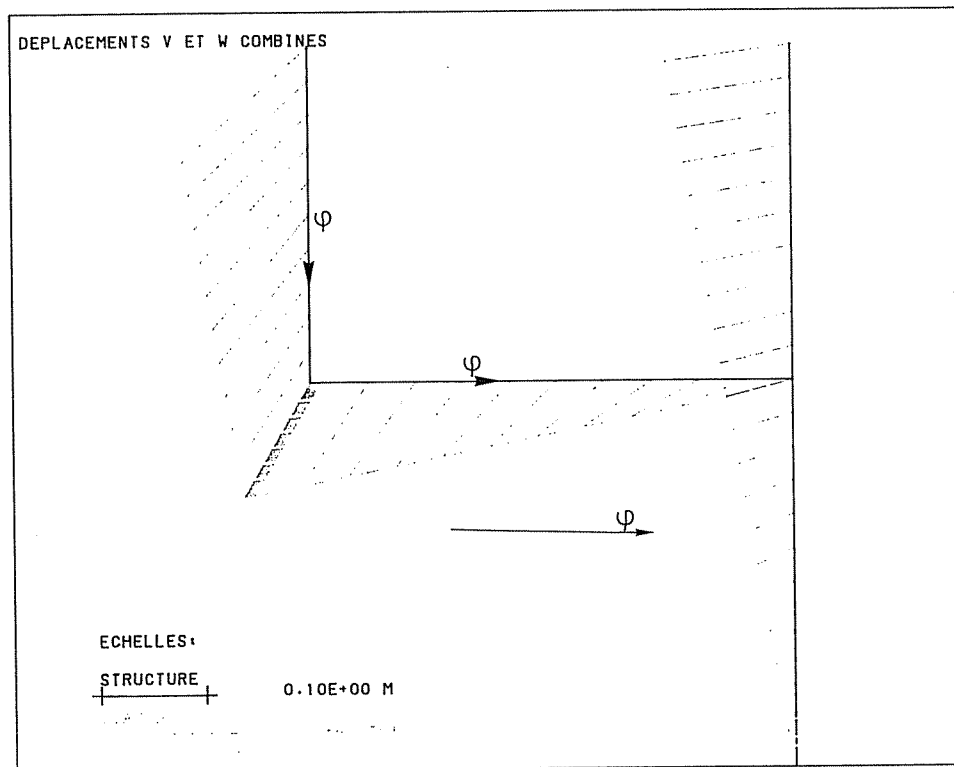 DEPLACEMENTS V ET W COMBINES
φ
φ
φ
ECHELLES:
STRUCTURE 0.10E+00 M